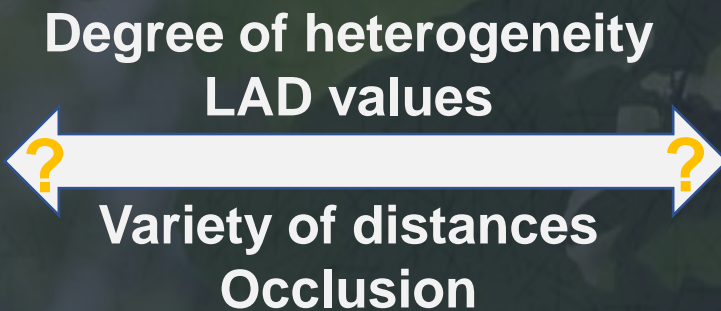 Degree of heterogeneity
LAD values
? ?
Variety of distances
Occlusion